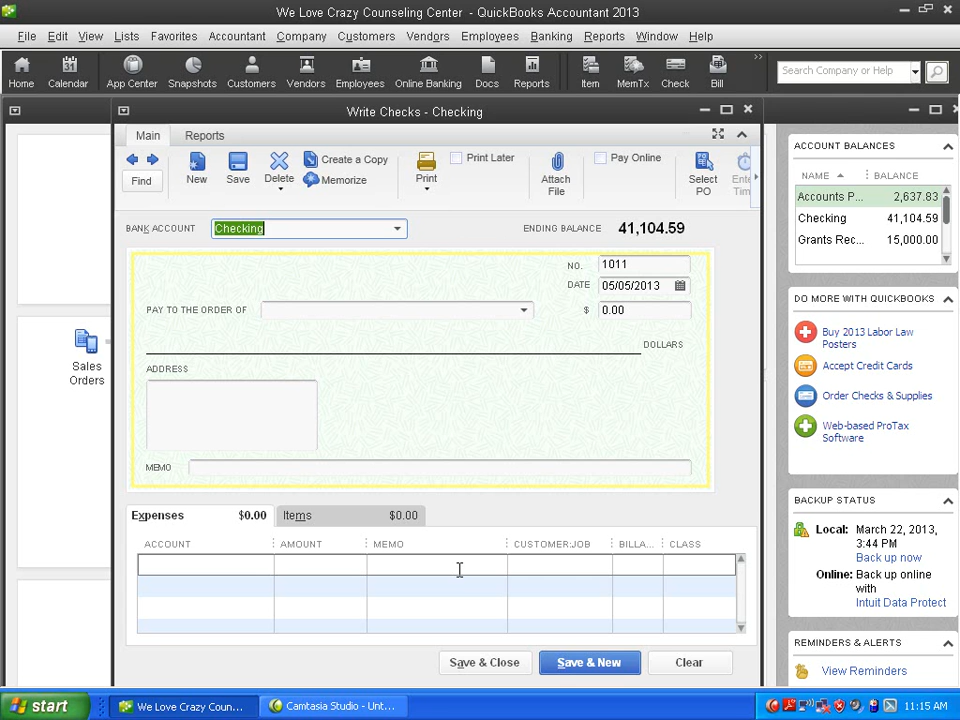 We Love Crazy Counseling Center - QuickBooks Accountant 2013
File Edit View Lists Favorites Accountant Company Customers Vendors Employees Banking Reports Window Help
Home Calendar App Center Snapshots Customers Vendors Employees Online Banking Docs Reports Item MemTx Check Bill
Search Company or Help
Write Checks - Checking
Main Reports
Find New Save Delete Create a Copy Memorize Print Print Later Attach File Pay Online Select PO
BANK ACCOUNT Checking ENDING BALANCE 41,104.59
NO. 1011
DATE 05/05/2013
PAY TO THE ORDER OF $ 0.00
DOLLARS
ADDRESS
MEMO
Expenses $0.00 Items $0.00
ACCOUNT AMOUNT MEMO CUSTOMER:JOB BILLA... CLASS
Save & Close Save & New Clear
Sales
Orders
ACCOUNT BALANCES
NAME BALANCE
Accounts P... 2,637.83
Checking 41,104.59
Grants Rec... 15,000.00
DO MORE WITH QUICKBOOKS
Buy 2013 Labor Law
Posters
Accept Credit Cards
Order Checks & Supplies
Web-based ProTax
Software
BACKUP STATUS
Local: March 22, 2013,
3:44 PM
Back up now
Online: Back up online
with
Intuit Data Protect
REMINDERS & ALERTS
View Reminders
start We Love Crazy Coun... Camtasia Studio - Unt... 11:15 AM